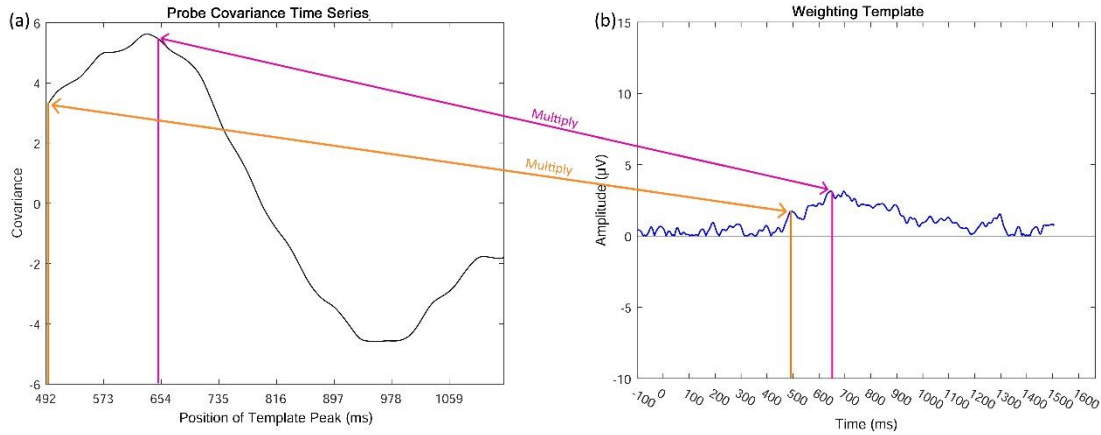 (a)
Probe Covariance Time Series
6
4
2
0
-2
-4
-6
Covariance
492 573 654 735 816 897 978 1059
Position of Template Peak (ms)
Multiply
Multiply
(b)
Weighting Template
15
10
5
0
-5
-10
Amplitude (µV)
-100 0 100 200 300 400 500 600 700 800 900 1000 1100 1200 1300 1400 1500 1600
Time (ms)